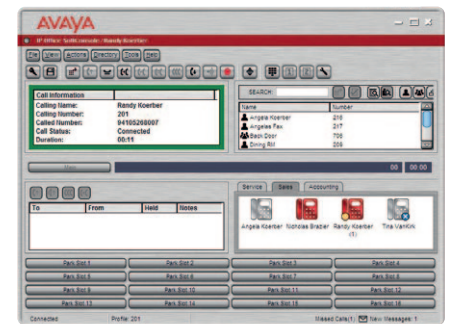 AVAYA
IP Office SoftConsole - Randy Koerber
File View Actions Directory Tools Help
Call Information
Calling Name: Randy Koerber
Calling Number: 201
Called Number: 94105268007
Call Status: Connected
Duration: 00:11
SEARCH:
Name Number
Angela Koerber 216
Angeles Fax 217
Back Door 706
Dining RM 209
00 00:00
To From Held Notes
Service Sales Accounting
Angela Koerber Nicholas Brazier Randy Koerber Tina VanKirk
(1)
Park Slot 1 Park Slot 2 Park Slot 3 Park Slot 4
Park Slot 5 Park Slot 6 Park Slot 7 Park Slot 8
Park Slot 9 Park Slot 10 Park Slot 11 Park Slot 12
Park Slot 13 Park Slot 14 Park Slot 15 Park Slot 16
Connected Profile: 201 Missed Calls(1) New Messages: 1